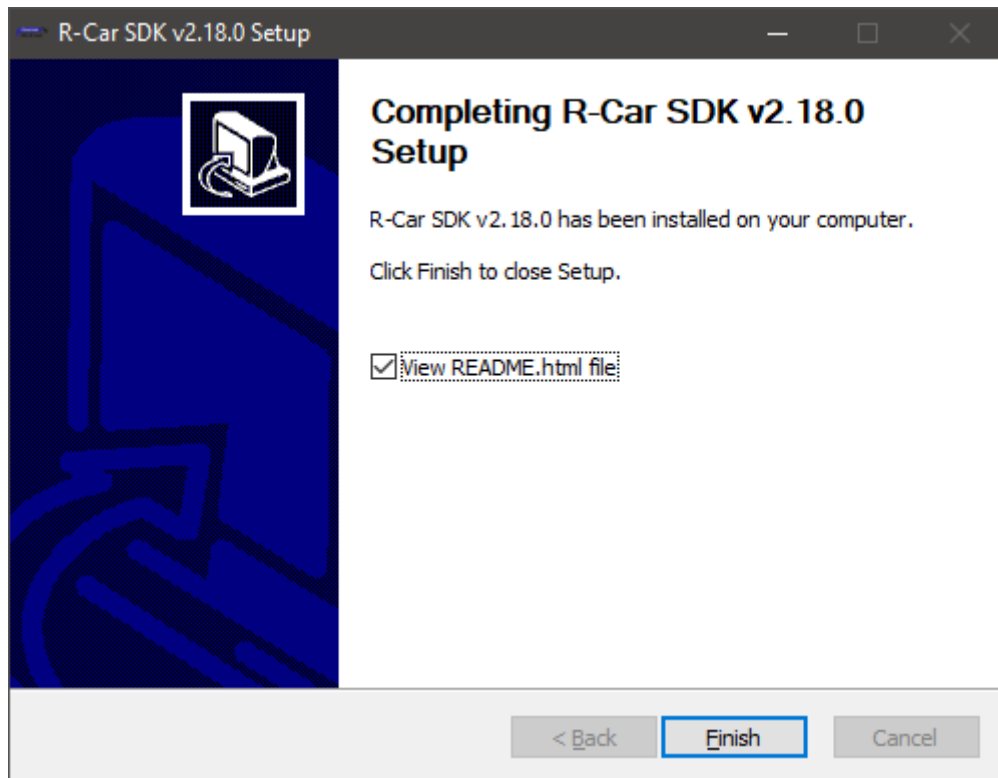 R-Car SDK v2.18.0 Setup
Completing R-Car SDK v2.18.0
Setup
R-Car SDK v2.18.0 has been installed on your computer.
Click Finish to close Setup.
View README.html file
< Back
Finish
Cancel